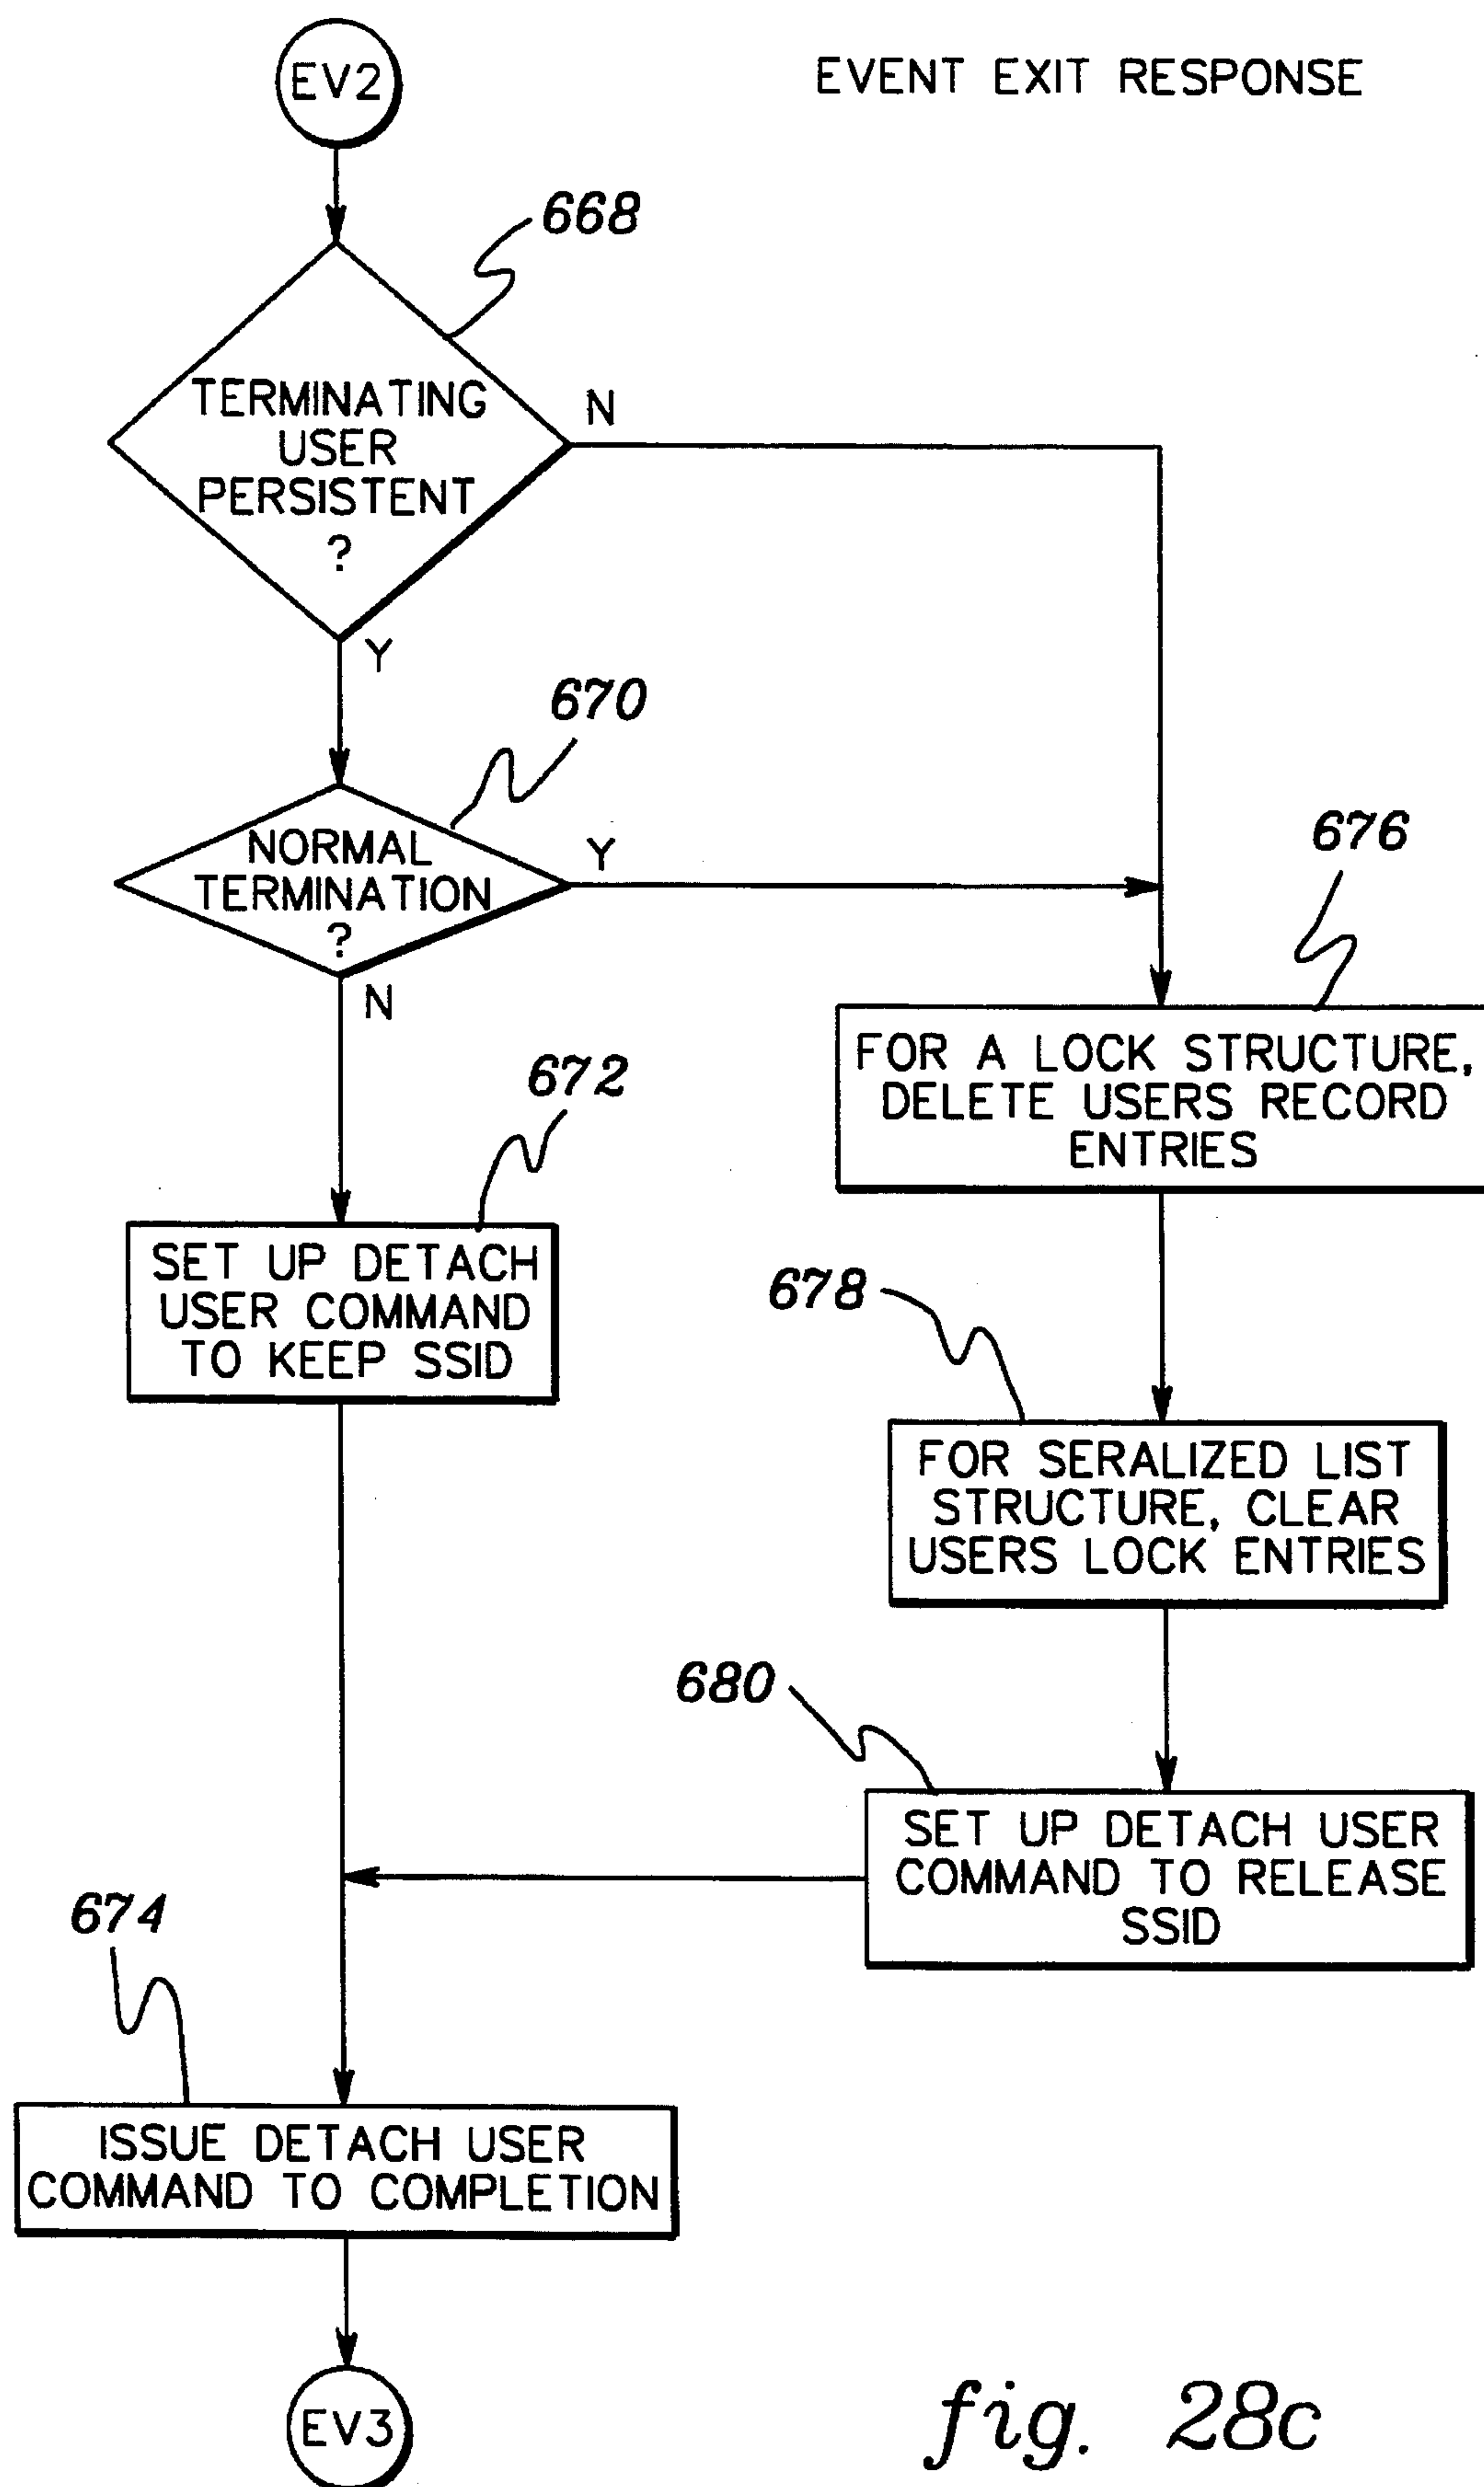 EV2
EVENT EXIT RESPONSE
668
TERMINATING
USER
PERSISTENT
?
N
Y
670
NORMAL
TERMINATION
?
Y
N
676
FOR A LOCK STRUCTURE,
DELETE USERS RECORD
ENTRIES
672
SET UP DETACH
USER COMMAND
TO KEEP SSID
678
FOR SERALIZED LIST
STRUCTURE, CLEAR
USERS LOCK ENTRIES
680
SET UP DETACH USER
COMMAND TO RELEASE
SSID
674
ISSUE DETACH USER
COMMAND TO COMPLETION
EV3
fig. 28c